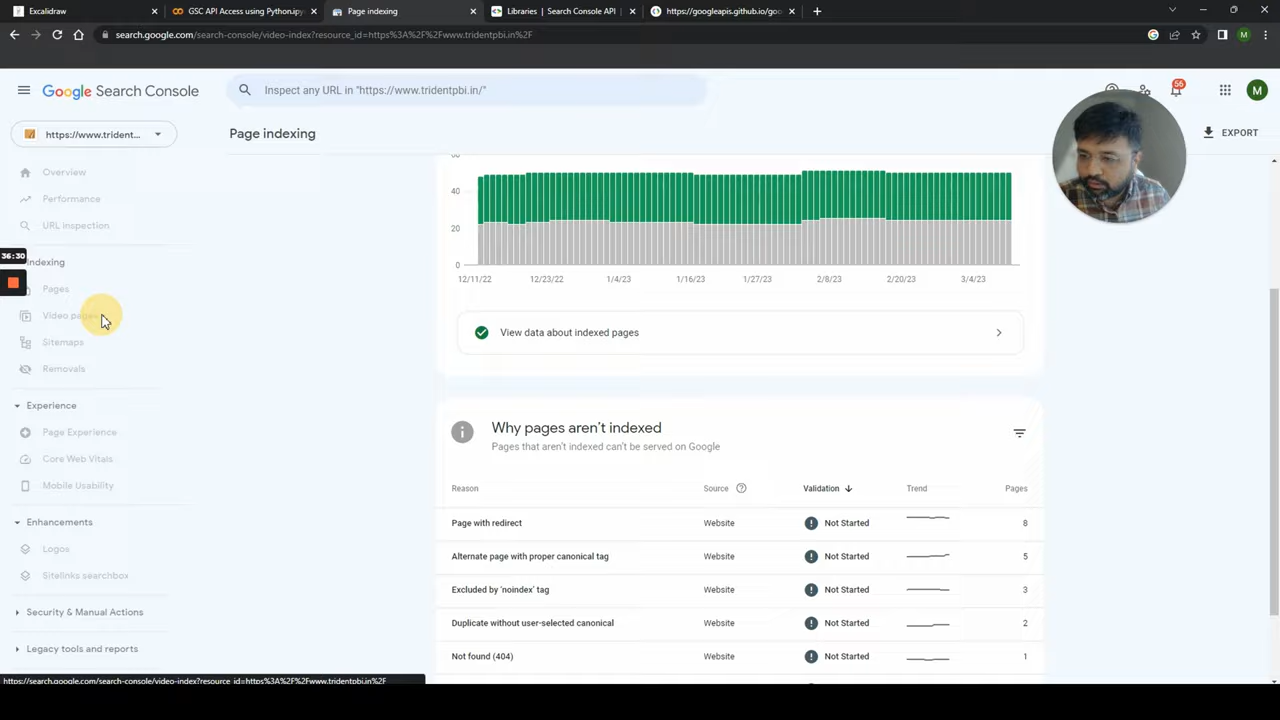 Excalidraw
GSC API Access using Python.ipy
Page indexing
Libraries | Search Console API
https://googleapis.github.io/goo
search.google.com/search-console/video-index?resource_id=https%3A%2F%2Fwww.tridentpbi.in%2F
M
Google Search Console
Inspect any URL in "https://www.tridentpbi.in/"
56
M
https://www.trident...
Page indexing
EXPORT
Overview
Performance
URL inspection
36:30
Indexing
Pages
Video pages
Sitemaps
Removals
Experience
Page Experience
Core Web Vitals
Mobile Usability
Enhancements
Logos
Sitelinks searchbox
Security & Manual Actions
Legacy tools and reports
60
40
20
0
12/11/22 12/23/22 1/4/23 1/16/23 1/27/23 2/8/23 2/20/23 3/4/23
View data about indexed pages
Why pages aren't indexed
Pages that aren't indexed can't be served on Google
Reason Source Validation Trend Pages
Page with redirect Website Not Started 8
Alternate page with proper canonical tag Website Not Started 5
Excluded by 'noindex' tag Website Not Started 3
Duplicate without user-selected canonical Website Not Started 2
Not found (404) Website Not Started 1
https://search.google.com/search-console/video-index?resource_id=https%3A%2F%2Fwww.tridentpbi.in%2F